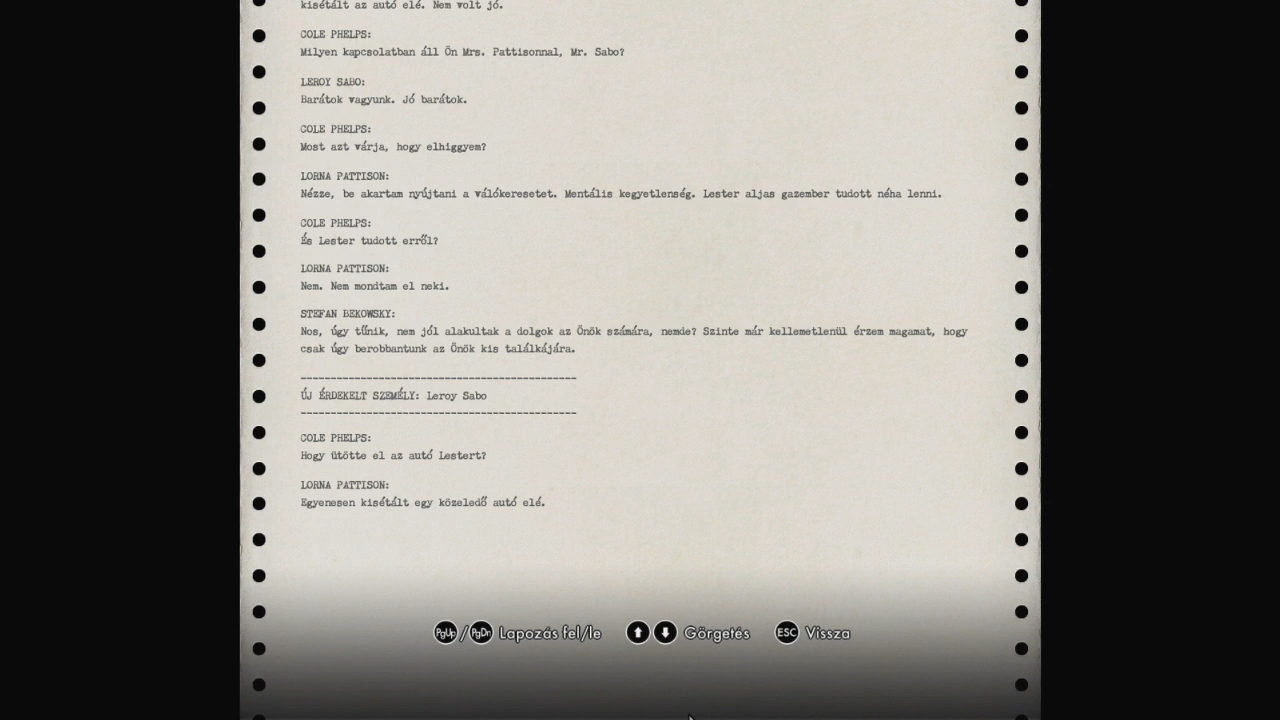 kisétált az autó elé. Nem volt jó.
COLE PHELPS:
Milyen kapcsolatban áll Ön Mrs. Pattisonnal, Mr. Sabo?
LEROY SABO:
Barátok vagyunk. Jó barátok.
COLE PHELPS:
Most azt várja, hogy elhiggyem?
LORNA PATTISON:
Nézze, be akartam nyújtani a válókeresetet. Mentális kegyetlenség. Lester aljas gazember tudott néha lenni.
COLE PHELPS:
És Lester tudott erről?
LORNA PATTISON:
Nem. Nem mondtam el neki.
STEFAN BEKOWSKY:
Nos, úgy tűnik, nem jól alakultak a dolgok az Önök számára, nemde? Szinte már kellemetlenül érzem magamat, hogy
csak úgy berobbantunk az Önök kis találkájára.
----------------------------------------------
ÚJ ÉRDEKELT SZEMÉLY: Leroy Sabo
----------------------------------------------
COLE PHELPS:
Hogy ütötte el az autó Lestert?
LORNA PATTISON:
Egyenesen kisétált egy közeledő autó elé.
PgUp/PgDn Lapozás fel/le ↑ ↓ Görgetés ESC Vissza